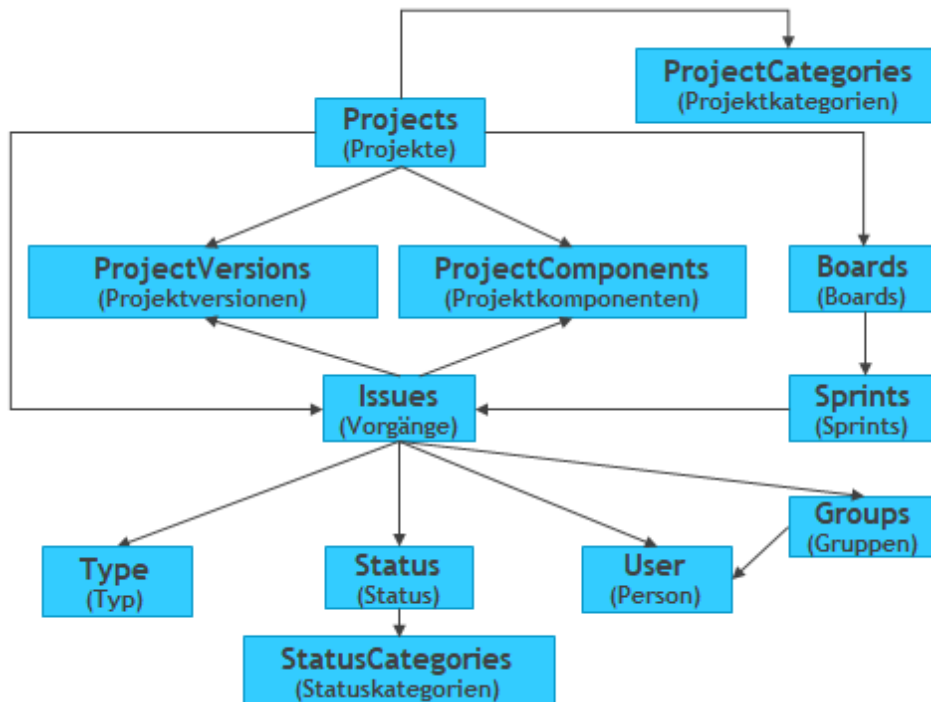 ProjectCategories
(Projektkategorien)
Projects
(Projekte)
ProjectVersions
(Projektversionen)
ProjectComponents
(Projektkomponenten)
Boards
(Boards)
Issues
(Vorgänge)
Sprints
(Sprints)
Groups
(Gruppen)
Type
(Typ)
Status
(Status)
User
(Person)
StatusCategories
(Statuskategorien)